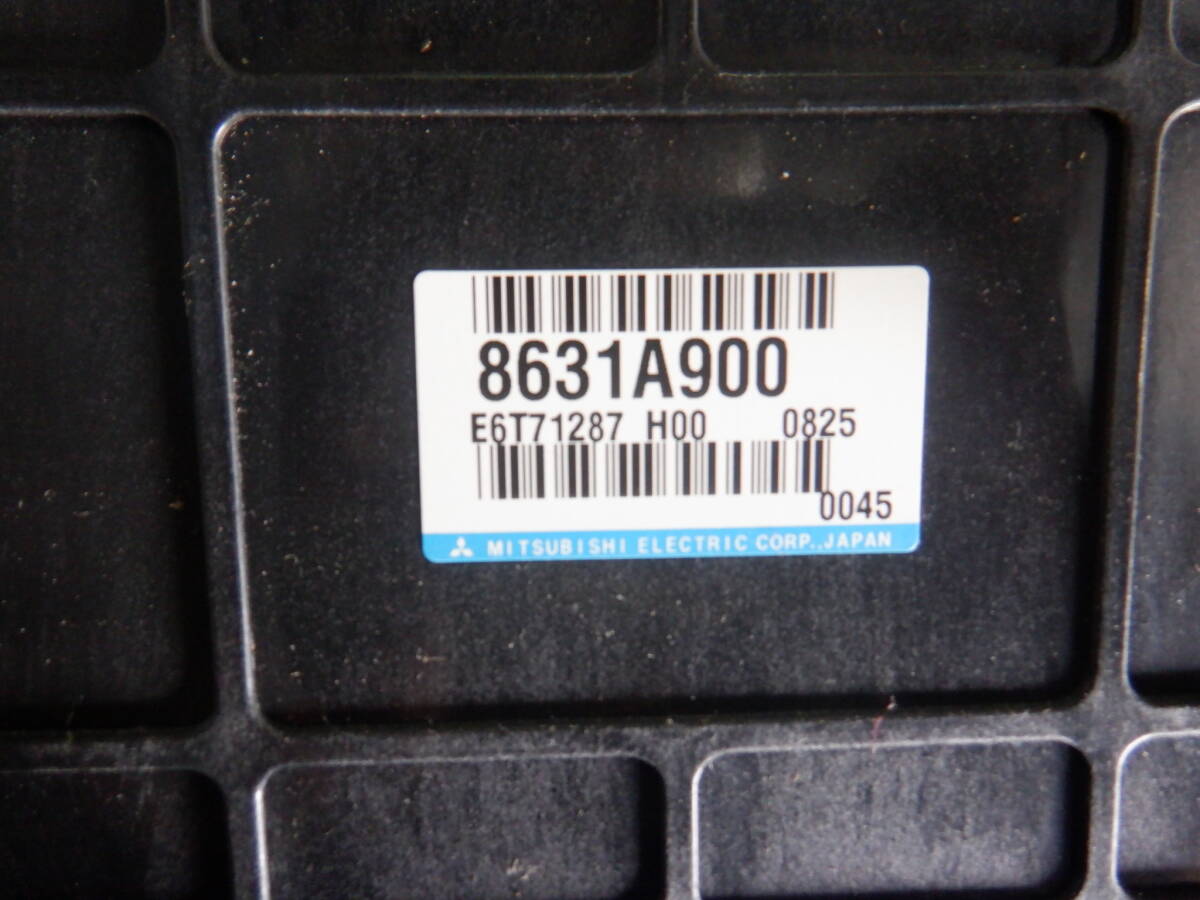 8631A900
E6T71287 H00 0825
0045
MITSUBISHI ELECTRIC CORP.,JAPAN